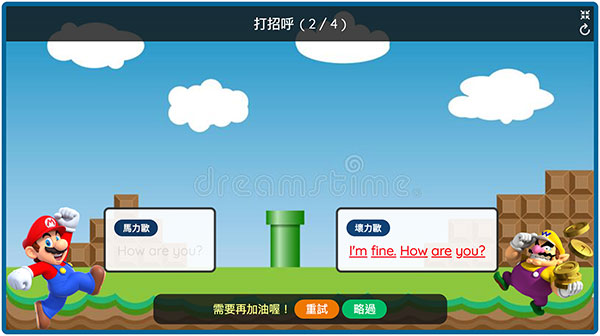 打招呼 ( 2 / 4 )
dreamstime
馬力歐
How are you?
壞力歐
I'm fine. How are you?
需要再加油喔！ 重試 略過